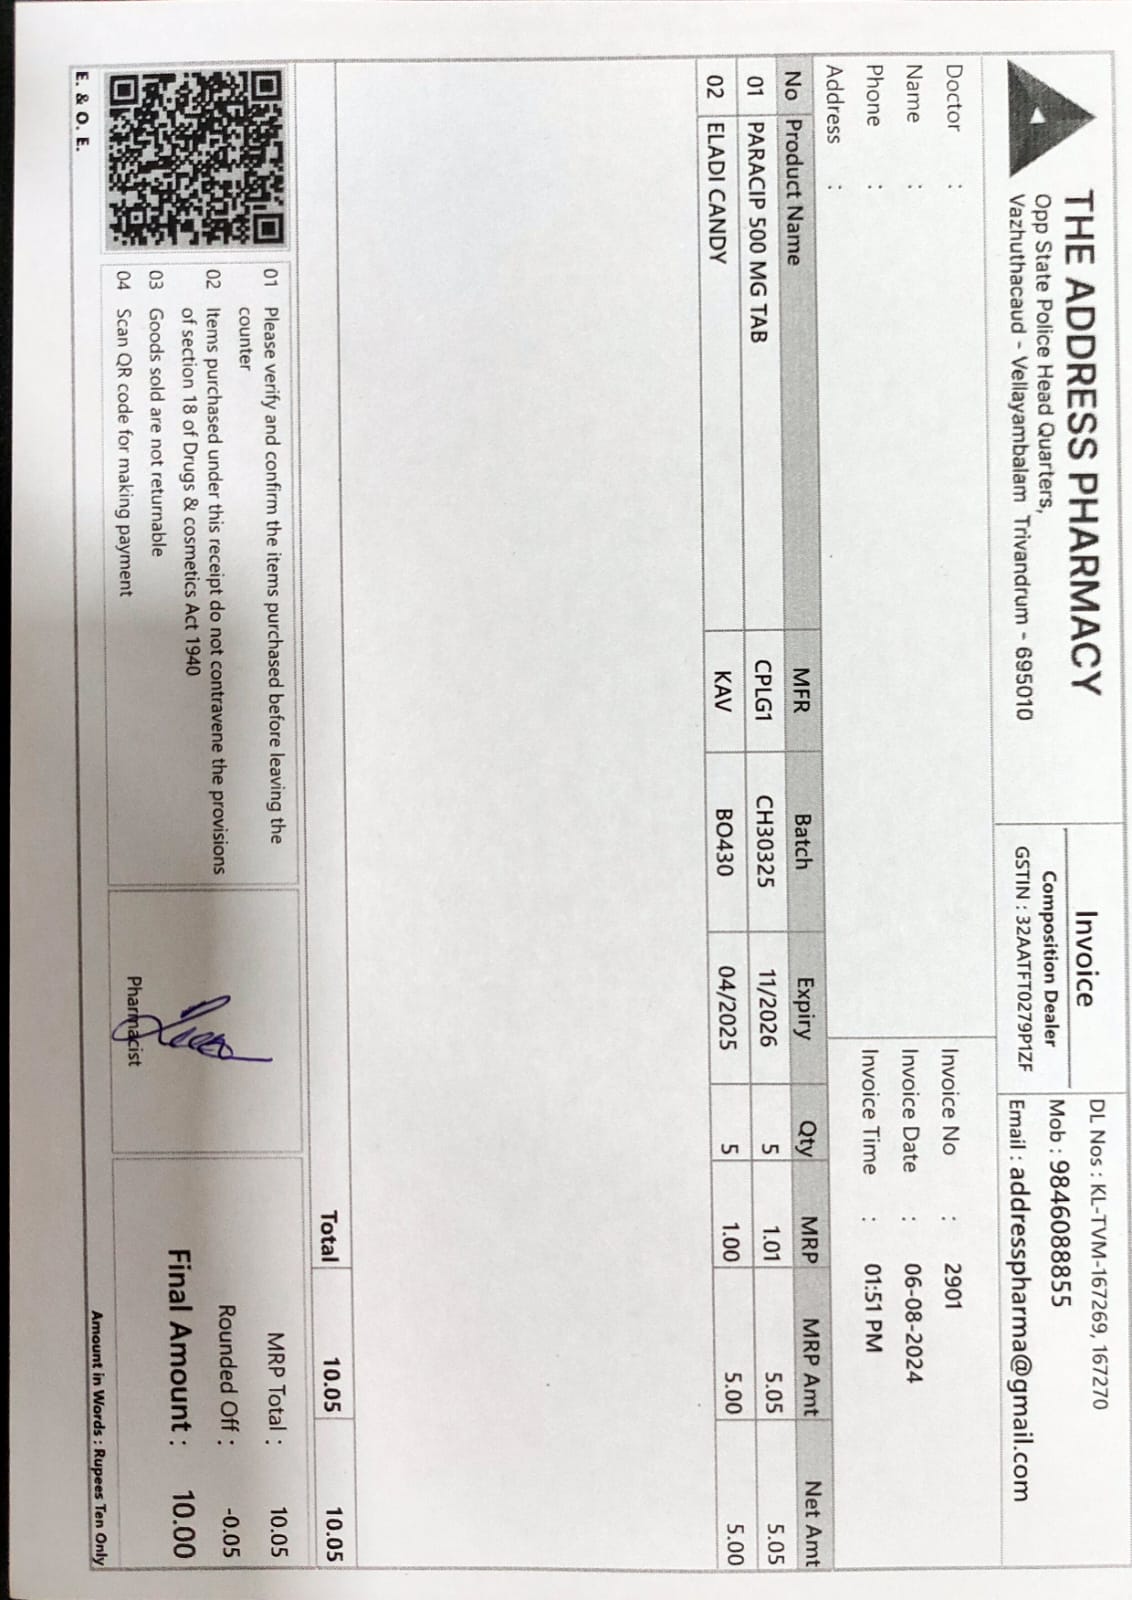 THE ADDRESS PHARMACY
Opp State Police Head Quarters,
Vazhuthacaud - Vellayambalam Trivandrum - 695010
Invoice
Composition Dealer
GSTIN : 32AATFT0279P1ZF
DL Nos : KL-TVM-167269, 167270
Mob : 9846088855
Email : addresspharma@gmail.com
Doctor :
Name :
Phone :
Address :
Invoice No : 2901
Invoice Date : 06-08-2024
Invoice Time : 01:51 PM
No Product Name MFR Batch Expiry Qty MRP MRP Amt Net Amt
01 PARACIP 500 MG TAB CPLG1 CH30325 11/2026 5 1.01 5.05 5.05
02 ELADI CANDY KAV BO430 04/2025 5 1.00 5.00 5.00
Total 10.05 10.05
01 Please verify and confirm the items purchased before leaving the
counter
02 Items purchased under this receipt do not contravene the provisions
of section 18 of Drugs & cosmetics Act 1940
03 Goods sold are not returnable
04 Scan QR code for making payment
E. & O. E.
Pharmacist
MRP Total : 10.05
Rounded Off : -0.05
Final Amount : 10.00
Amount in Words : Rupees Ten Only